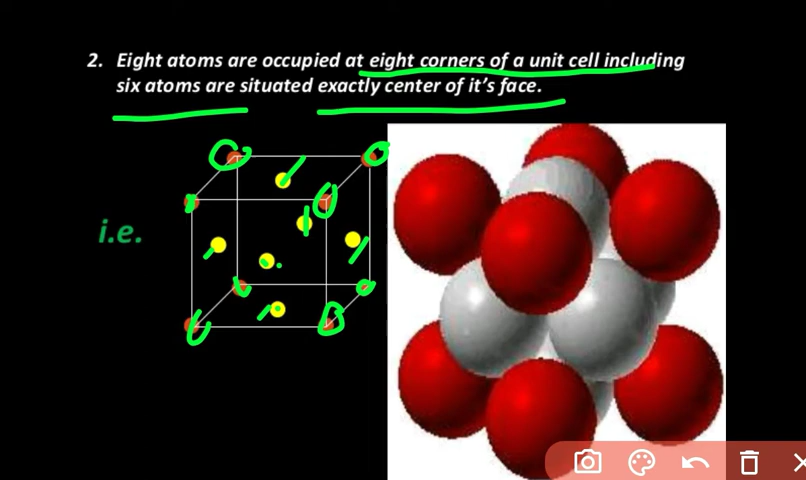 2. Eight atoms are occupied at eight corners of a unit cell including
six atoms are situated exactly center of it's face.
i.e.